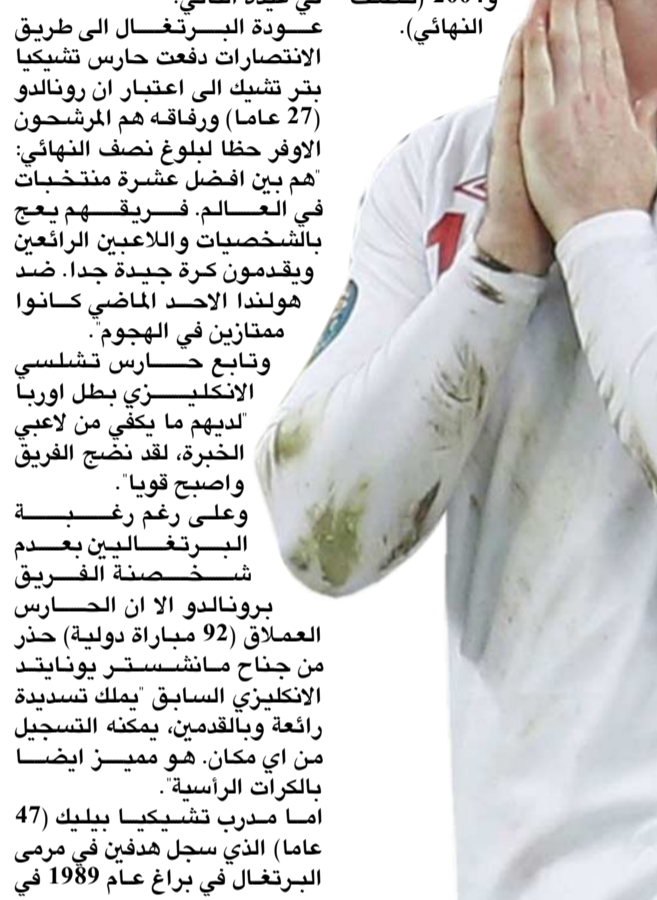 و2004 (نصف
النهائي).
عودة البرتغال الى طريق
الانتصارات دفعت حارس تشيكيا
بتر تشيك الى اعتبار ان رونالدو
(27 عاما) ورفاقه هم المرشحون
الاوفر حظا لبلوغ نصف النهائي:
"هم بين افضل عشرة منتخبات
في العالم. فريقهم يعج
بالشخصيات واللاعبين الرائعين
ويقدمون كرة جيدة جدا. ضد
هولندا الاحد الماضي كانوا
ممتازين في الهجوم".
وتابع حارس تشلسي
الانكليزي بطل اوربا
"لديهم ما يكفي من لاعبي
الخبرة، لقد نضج الفريق
واصبح قويا".
وعلى رغم رغبة
البرتغاليين بعدم
شخصنة الفريق
برونالدو الا ان الحارس
العملاق (92 مباراة دولية) حذر
من جناح مانشستر يونايتد
الانكليزي السابق "يملك تسديدة
رائعة وبالقدمين، يمكنه التسجيل
من اي مكان. هو مميز ايضا
بالكرات الرأسية".
اما مدرب تشيكيا بيليك (47
عاما) الذي سجل هدفين في مرمى
البرتغال في براغ عام 1989 في